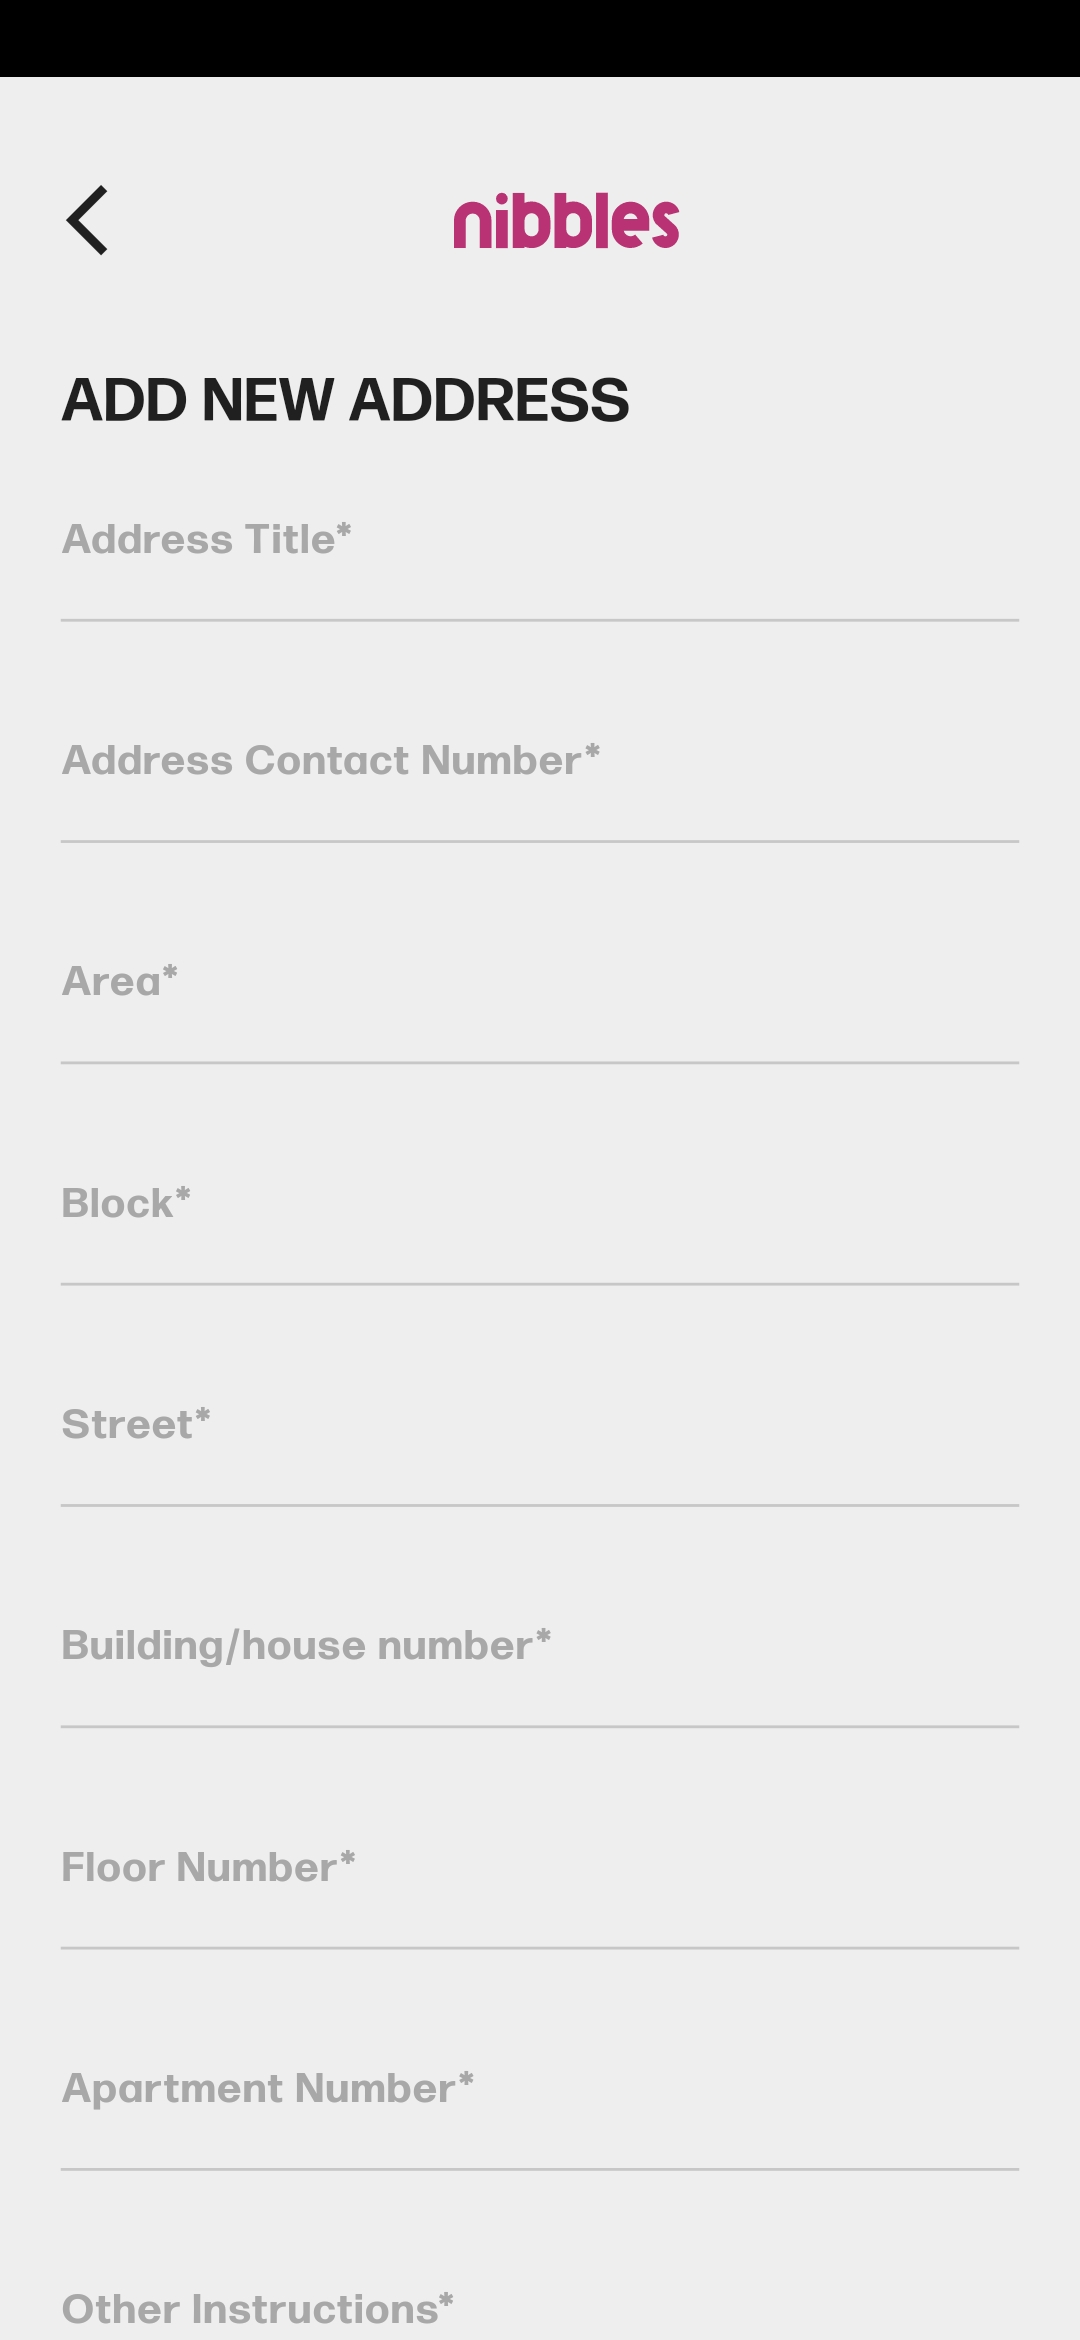 nibbles
ADD NEW ADDRESS
Address Title*
Address Contact Number*
Area*
Block*
Street*
Building/house number*
Floor Number*
Apartment Number*
Other Instructions*